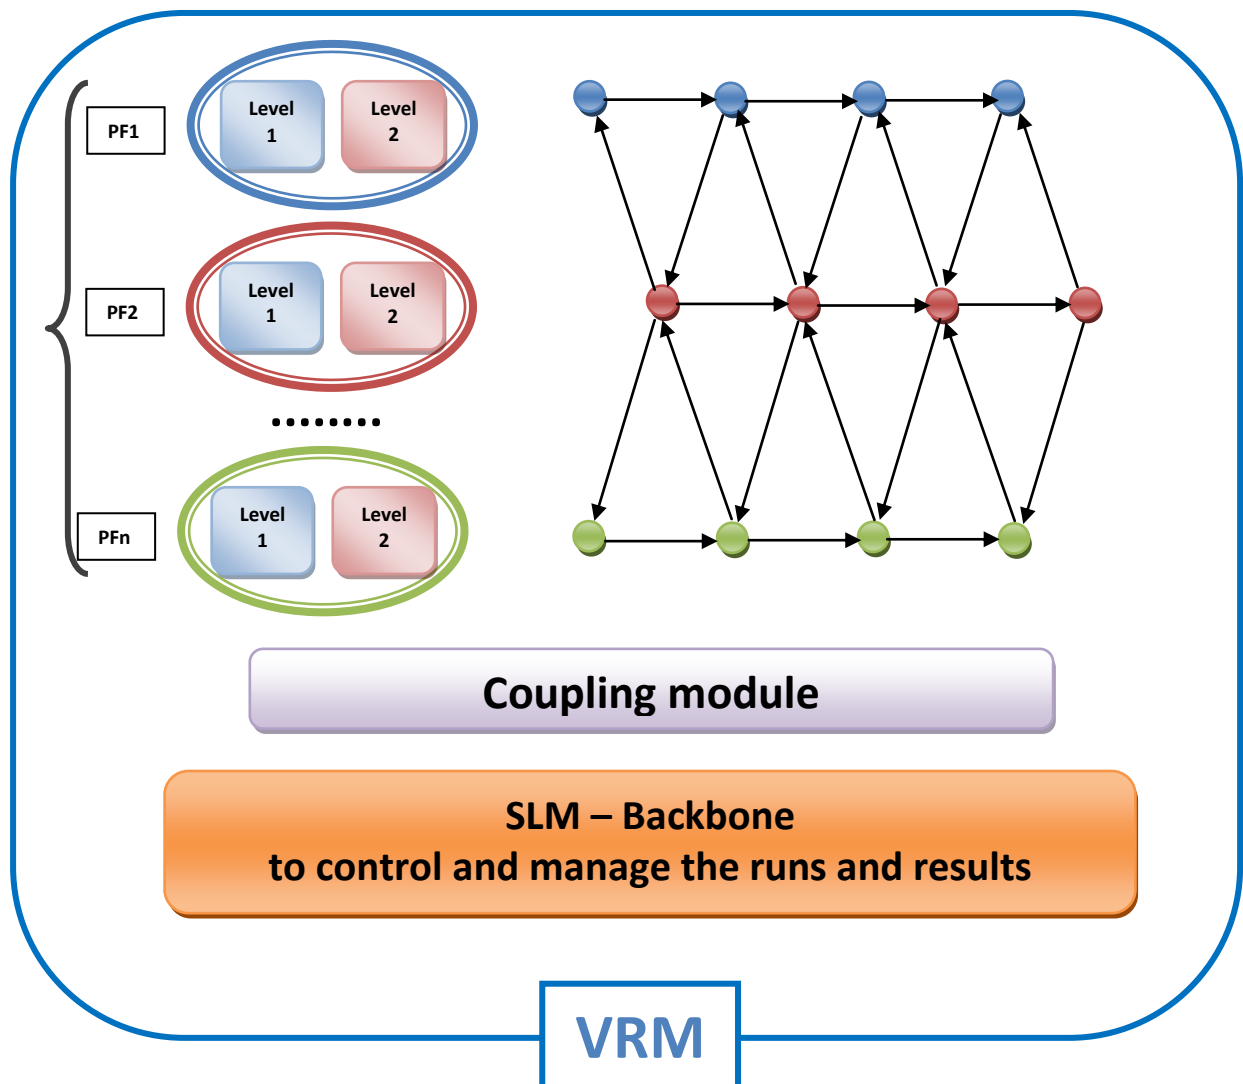 PF1
Level
1
Level
2
PF2
Level
1
Level
2
........
PFn
Level
1
Level
2
Coupling module
SLM – Backbone
to control and manage the runs and results
VRM